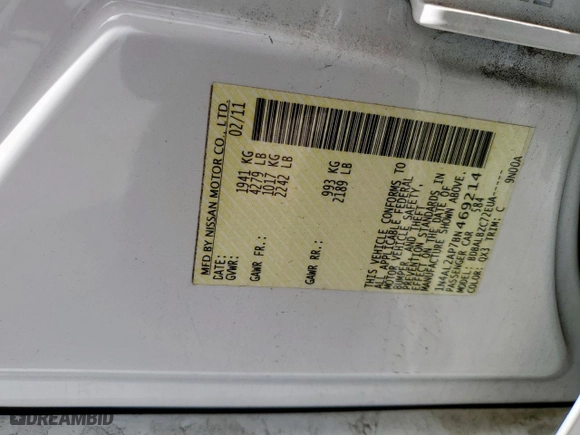 MFD BY NISSAN MOTOR CO., LTD.
DATE: 02/11
GVWR: 1941 KG
4279 LB
GAWR FR.: 1017 KG
2242 LB
GAWR RR.: 993 KG
2189 LB
THIS VEHICLE CONFORMS TO
ALL APPLICABLE FEDERAL
MOTOR VEHICLE SAFETY,
BUMPER, AND THEFT
PREVENTION STANDARDS IN
EFFECT ON THE DATE OF
MANUFACTURE SHOWN ABOVE.
1N4AL2AP7BN469214
PASSENGER CAR 784
MODEL: BDBALBZC72EUA
COLOR: QX3 TRIM:
9N00A
DREAMBID